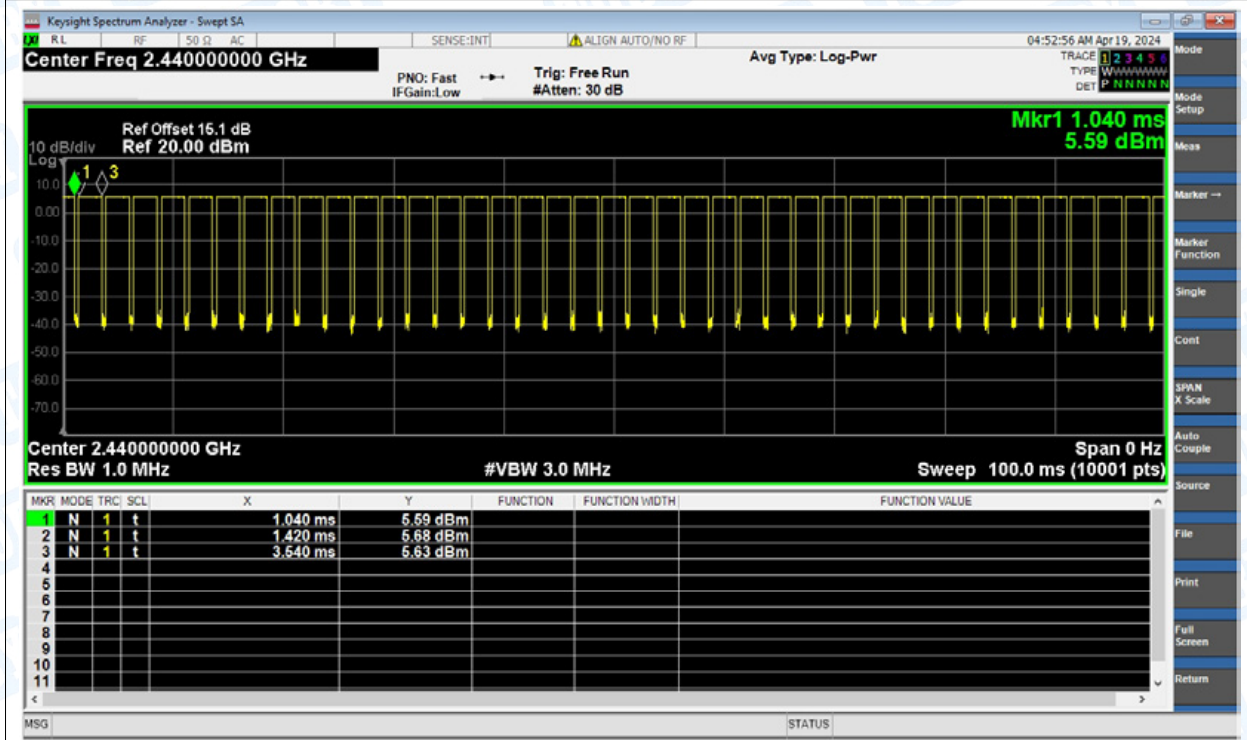 Keysight Spectrum Analyzer - Swept SA
RL RF 50 Ω AC SENSE:INT ALIGN AUTO/NO RF 04:52:56 AM Apr 19, 2024
Center Freq 2.440000000 GHz
PNO: Fast
IFGain:Low
Trig: Free Run
#Atten: 30 dB
Avg Type: Log-Pwr
TRACE 1 2 3 4 5 6
TYPE W
DET P N N N N N
Ref Offset 15.1 dB
10 dB/div Ref 20.00 dBm
Log
Mkr1 1.040 ms
5.59 dBm
1 3
10.0
0.00
-10.0
-20.0
-30.0
-40.0
-50.0
-60.0
-70.0
Center 2.440000000 GHz Span 0 Hz
Res BW 1.0 MHz #VBW 3.0 MHz Sweep 100.0 ms (10001 pts)
MKR MODE TRC SCL X Y FUNCTION FUNCTION WIDTH FUNCTION VALUE
1 N 1 t 1.040 ms 5.59 dBm
2 N 1 t 1.420 ms 5.68 dBm
3 N 1 t 3.540 ms 5.63 dBm
4
5
6
7
8
9
10
11
MSG STATUS
Mode
Mode
Setup
Meas
Marker →
Marker
Function
Single
Cont
SPAN
X Scale
Auto
Couple
Source
File
Print
Full
Screen
Return